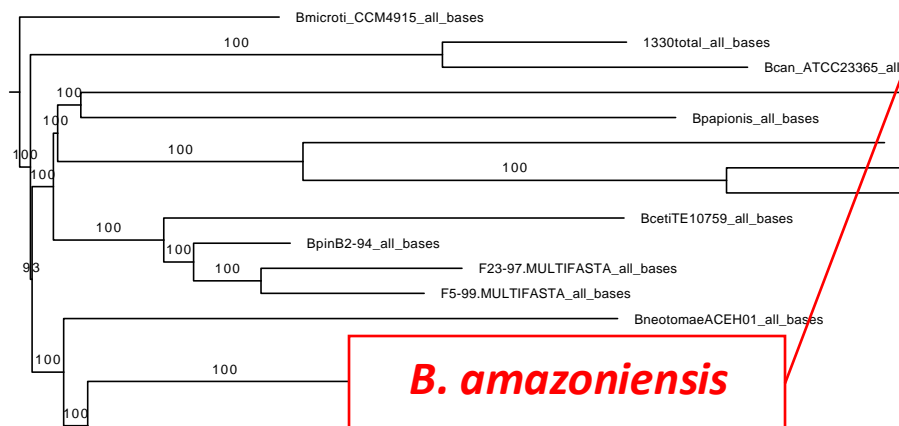 Bmicroti_CCM4915_all_bases
100
1330total_all_bases
Bcan_ATCC23365_all
100
100
Bpapionis_all_bases
100
100
100
100
100
BcetiTE10759_all_bases
100
BpinB2-94_all_bases
100
93
100
F23-97.MULTIFASTA_all_bases
F5-99.MULTIFASTA_all_bases
BneotomaeACEH01_all_bases
100
100
B. amazoniensis
100